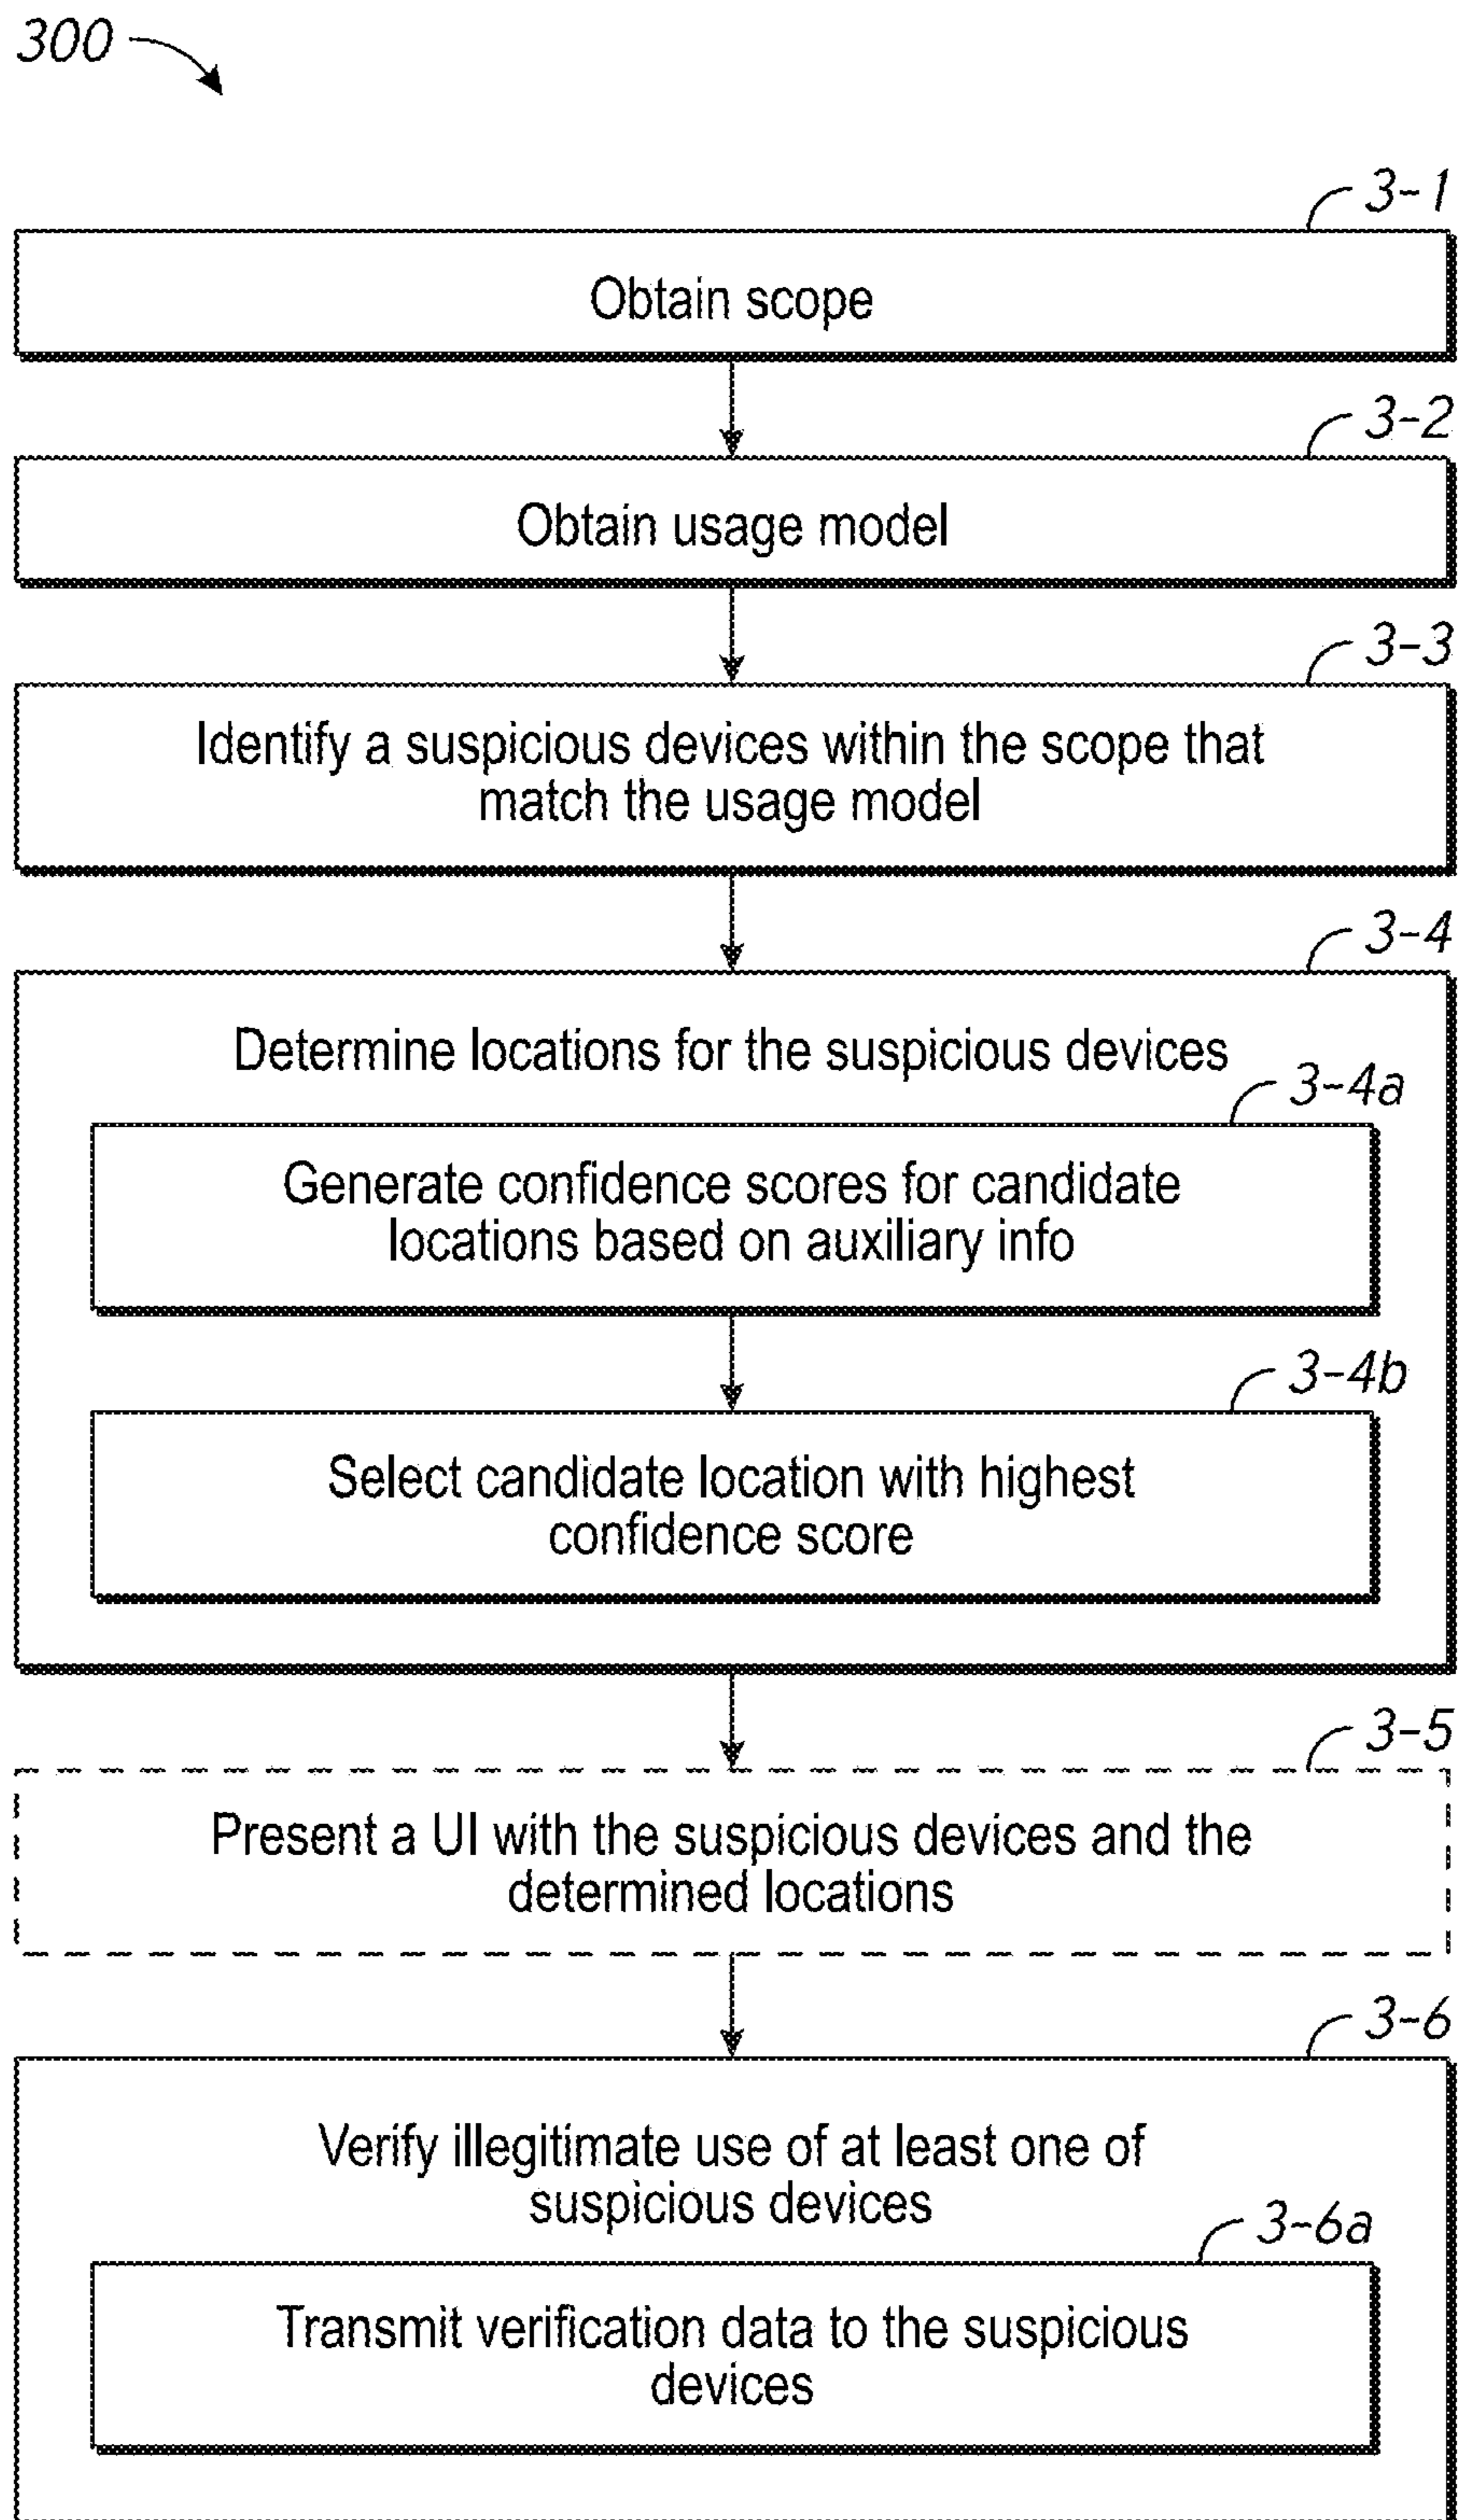 300
3-1
Obtain scope
3-2
Obtain usage model
3-3
Identify a suspicious devices within the scope that
match the usage model
3-4
Determine locations for the suspicious devices
3-4a
Generate confidence scores for candidate
locations based on auxiliary info
3-4b
Select candidate location with highest
confidence score
3-5
Present a UI with the suspicious devices and the
determined locations
3-6
Verify illegitimate use of at least one of
suspicious devices
3-6a
Transmit verification data to the suspicious
devices